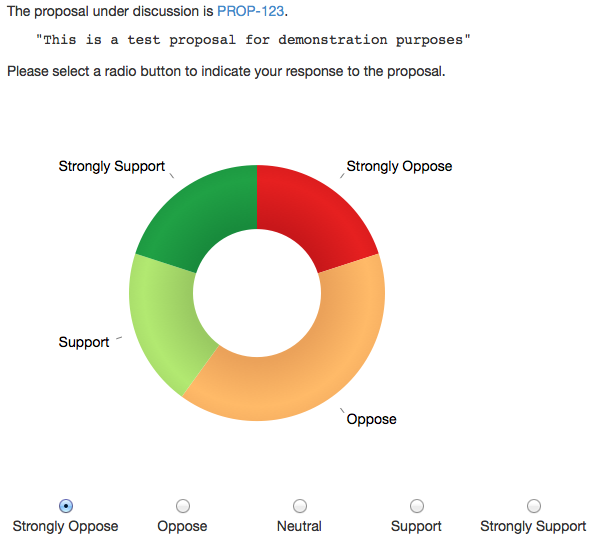 The proposal under discussion is PROP-123.
"This is a test proposal for demonstration purposes"
Please select a radio button to indicate your response to the proposal.
Strongly Support
Strongly Oppose
Support
Oppose
Strongly Oppose
Oppose
Neutral
Support
Strongly Support